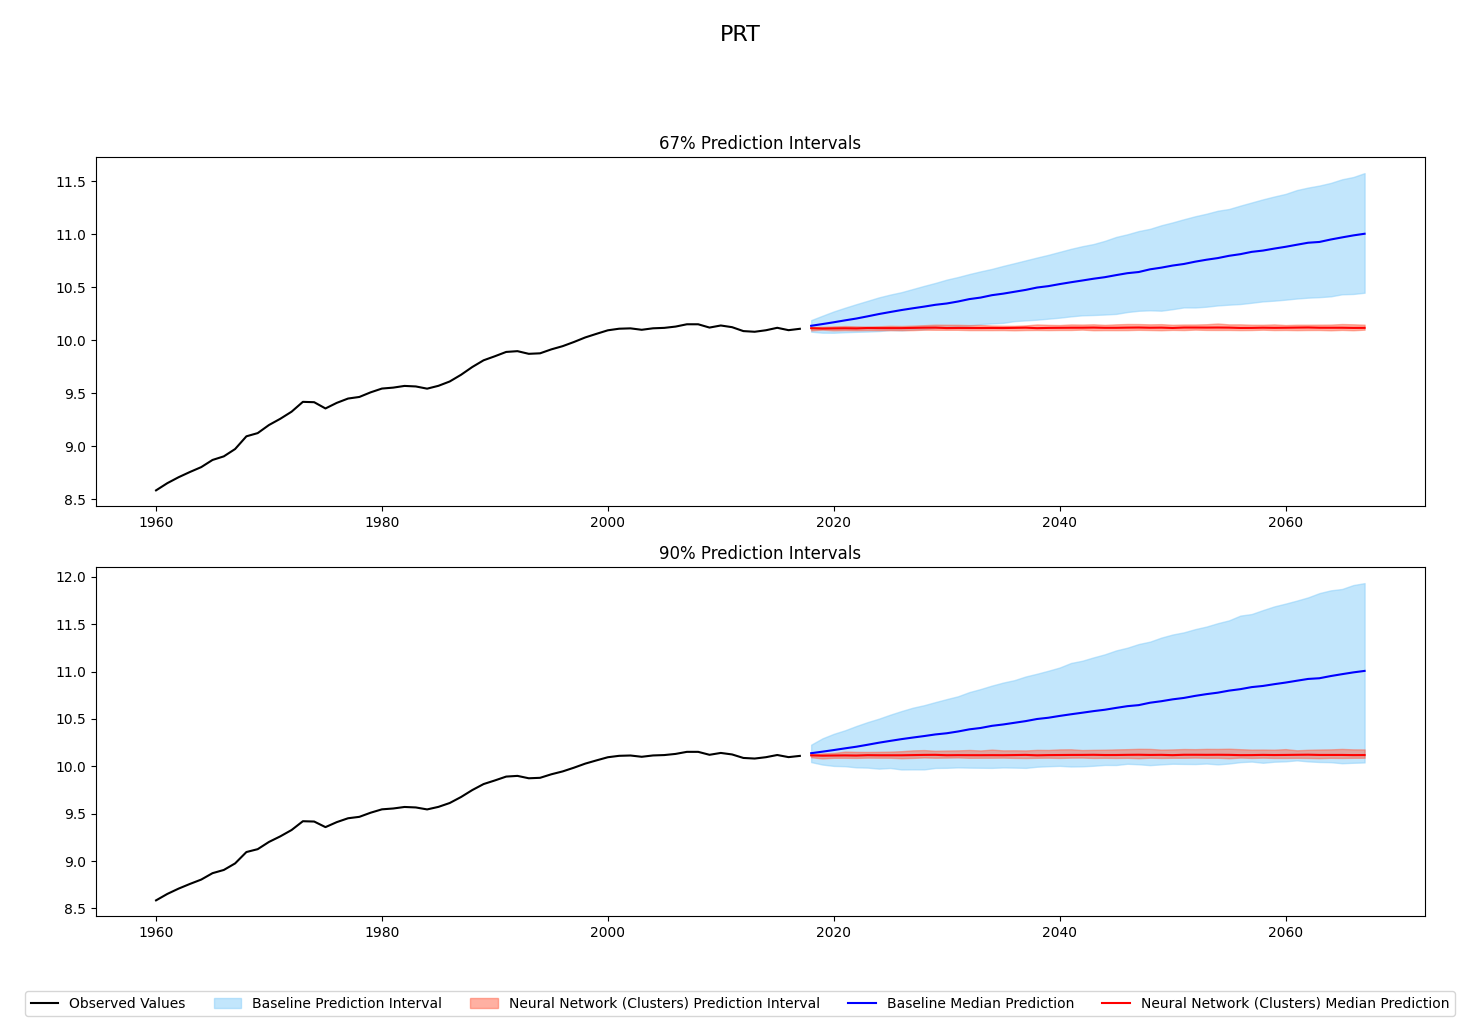 PRT
67% Prediction Intervals
11.5
11.0
10.5
10.0
9.5
9.0
8.5
1960 1980 2000 2020 2040 2060
90% Prediction Intervals
12.0
11.5
11.0
10.5
10.0
9.5
9.0
8.5
1960 1980 2000 2020 2040 2060
Observed Values Baseline Prediction Interval Neural Network (Clusters) Prediction Interval Baseline Median Prediction Neural Network (Clusters) Median Prediction